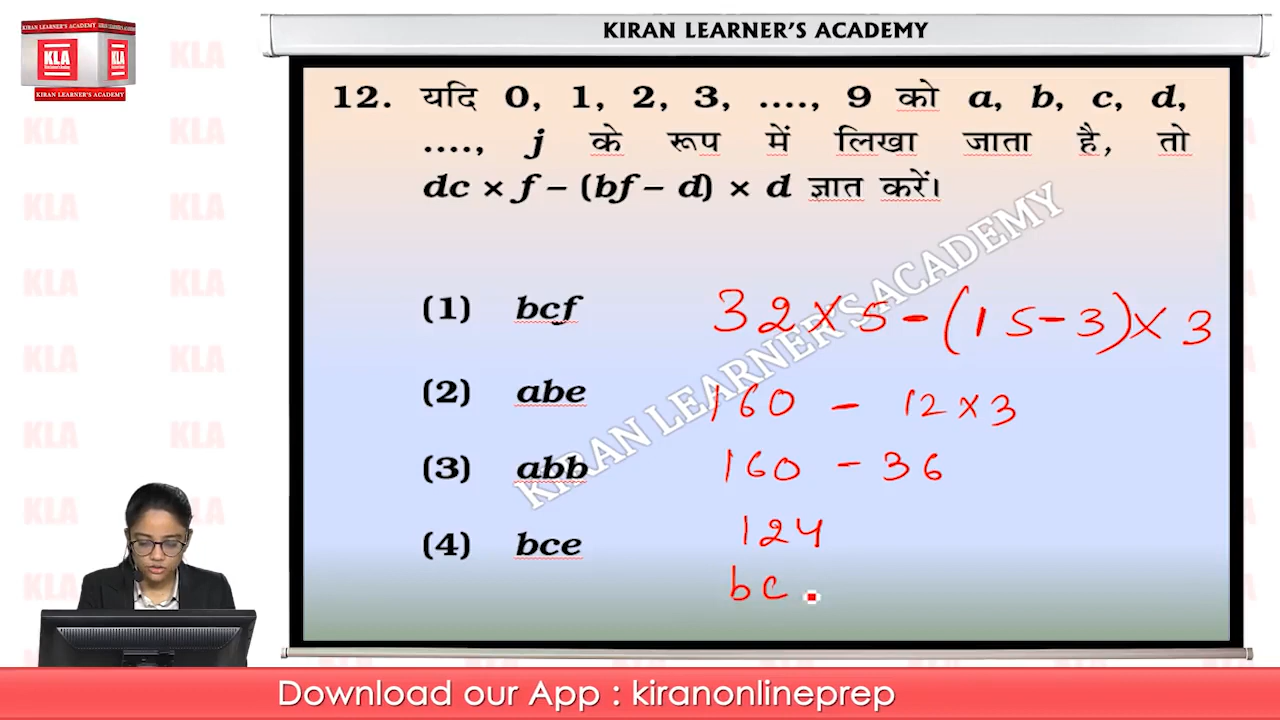 KIRAN LEARNER'S ACADEMY
KIRAN LEARNER'S ACADEMY
KLA
KLA
KIRAN LEARNER'S ACADEMY
12. यदि 0, 1, 2, 3, ...., 9 को a, b, c, d,
...., j के रूप में लिखा जाता है, तो
dc × f – (bf – d) × d ज्ञात करें।
(1) bcf
32 × 5 - (15 - 3) × 3
(2) abe
160 - 12 × 3
(3) abb
160 - 36
(4) bce
124
bc
KIRAN LEARNER'S ACADEMY
Download our App : kiranonlineprep